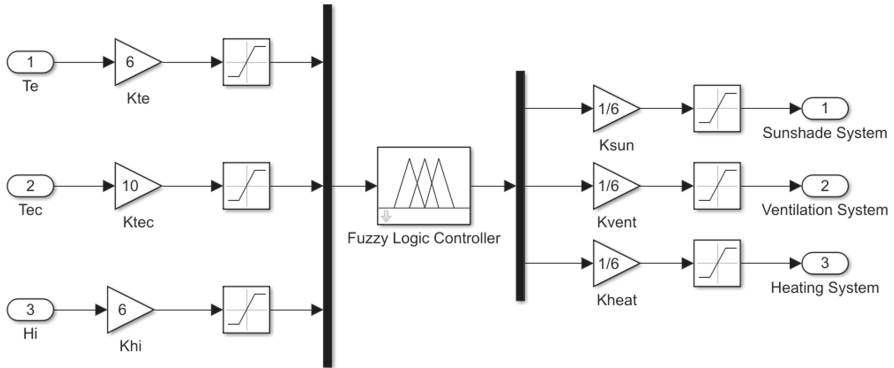 1
6
Te
Kte
2
10
Tec
Ktec
3
6
Hi
Khi
Fuzzy Logic Controller
1/6
1
Ksun
Sunshade System
1/6
2
Kvent
Ventilation System
1/6
3
Kheat
Heating System